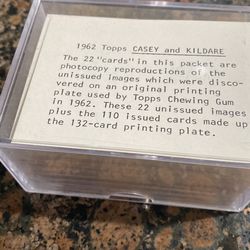 1962 Topps CASEY and KILDARE
The 22 "cards" in this packet are
photocopy reproductions of the
unissued images which were disco-
vered on an original printing
plate used by Topps Chewing Gum
in 1962. These 22 unissued images
plus the 110 issued cards made up
the 132-card printing plate.